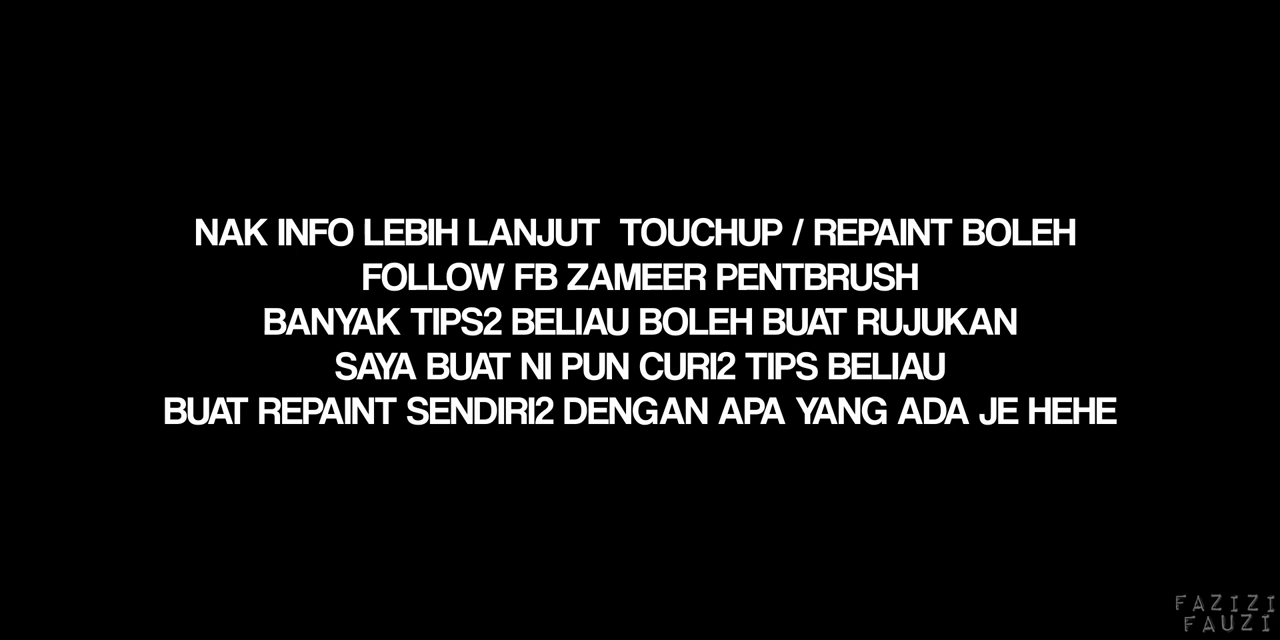 NAK INFO LEBIH LANJUT  TOUCHUP / REPAINT BOLEH
FOLLOW FB ZAMEER PENTBRUSH
BANYAK TIPS2 BELIAU BOLEH BUAT RUJUKAN
SAYA BUAT NI PUN CURI2 TIPS BELIAU
BUAT REPAINT SENDIRI2 DENGAN APA YANG ADA JE HEHE
FAZIZI
FAUZI